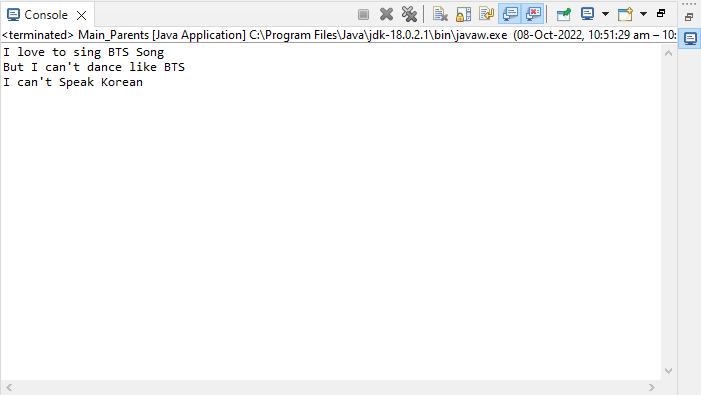 Console
<terminated> Main_Parents [Java Application] C:\Program Files\Java\jdk-18.0.2.1\bin\javaw.exe (08-Oct-2022, 10:51:29 am – 10:
I love to sing BTS Song
But I can't dance like BTS
I can't Speak Korean